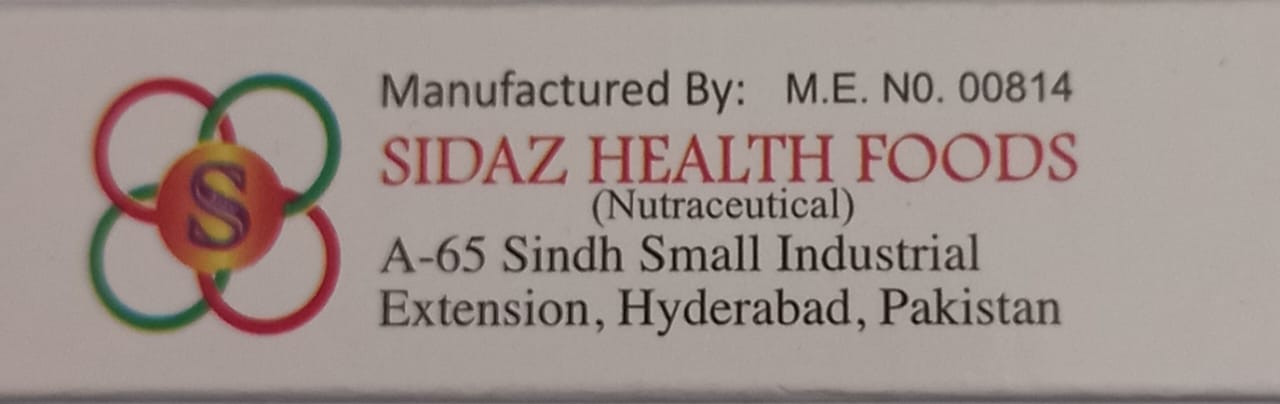 Manufactured By: M.E. N0. 00814
SIDAZ HEALTH FOODS
(Nutraceutical)
A-65 Sindh Small Industrial
Extension, Hyderabad, Pakistan
S